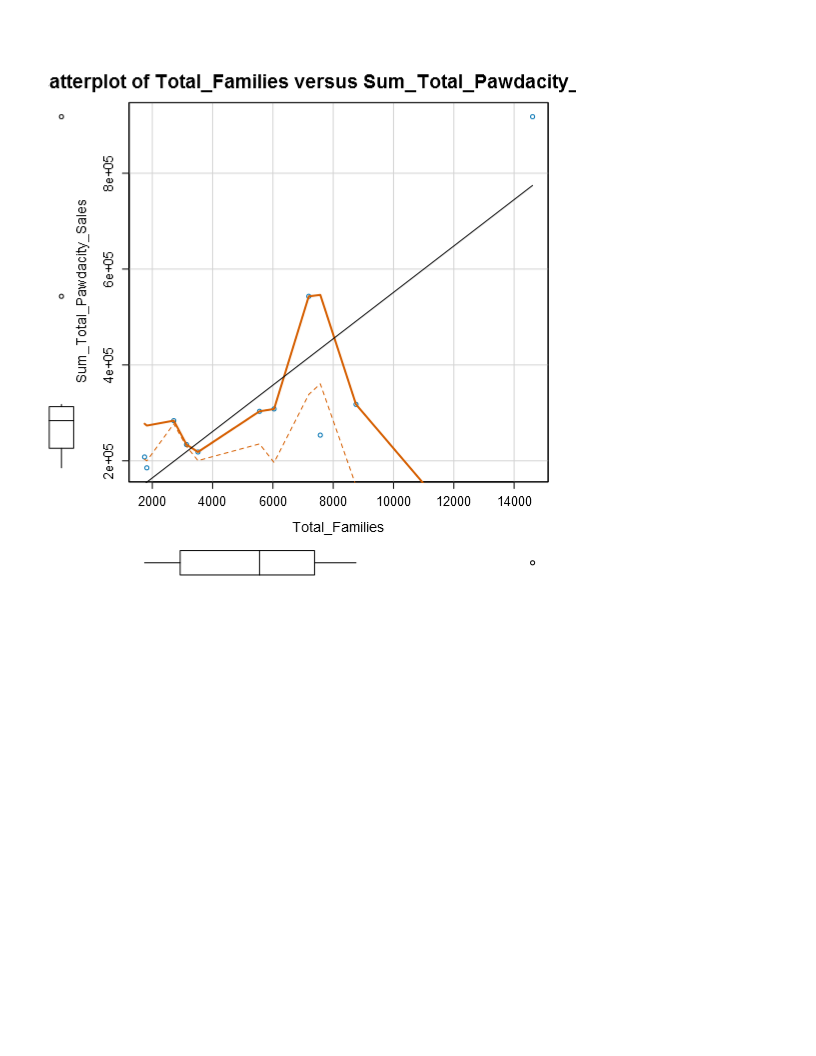 atterplot of Total_Families versus Sum_Total_Pawdacity_
Sum_Total_Pawdacity_Sales
8e+05
6e+05
4e+05
2e+05
2000 4000 6000 8000 10000 12000 14000
Total_Families